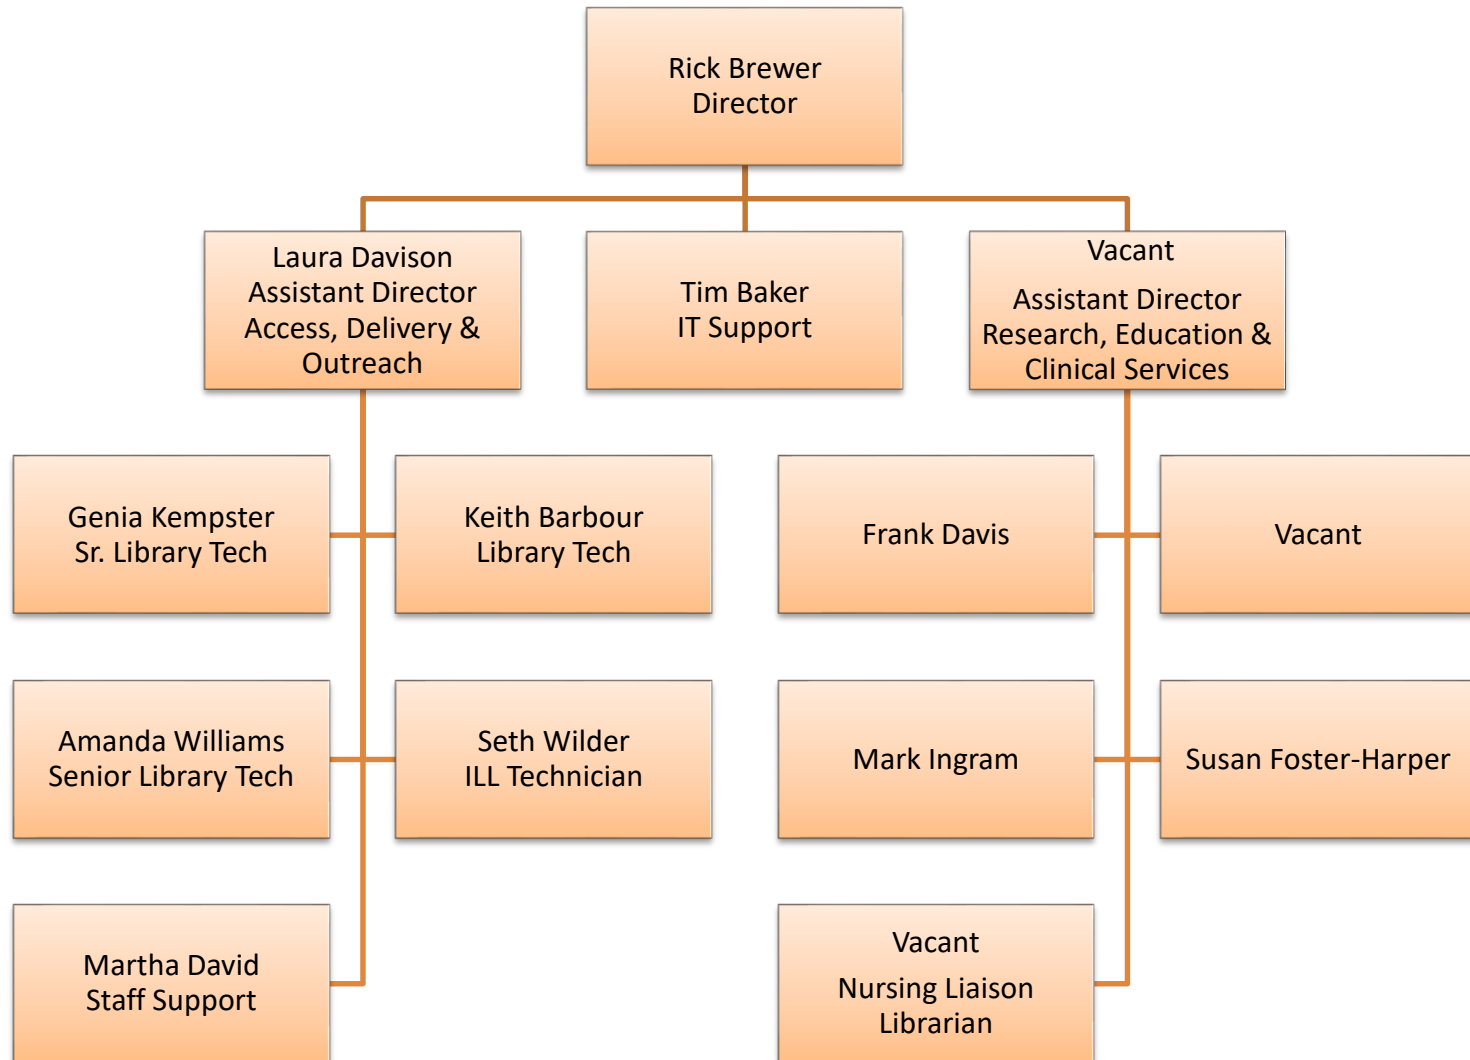 Rick Brewer
Director
Laura Davison
Assistant Director
Access, Delivery &
Outreach
Tim Baker
IT Support
Vacant
Assistant Director
Research, Education &
Clinical Services
Genia Kempster
Sr. Library Tech
Keith Barbour
Library Tech
Frank Davis
Vacant
Amanda Williams
Senior Library Tech
Seth Wilder
ILL Technician
Mark Ingram
Susan Foster-Harper
Martha David
Staff Support
Vacant
Nursing Liaison
Librarian